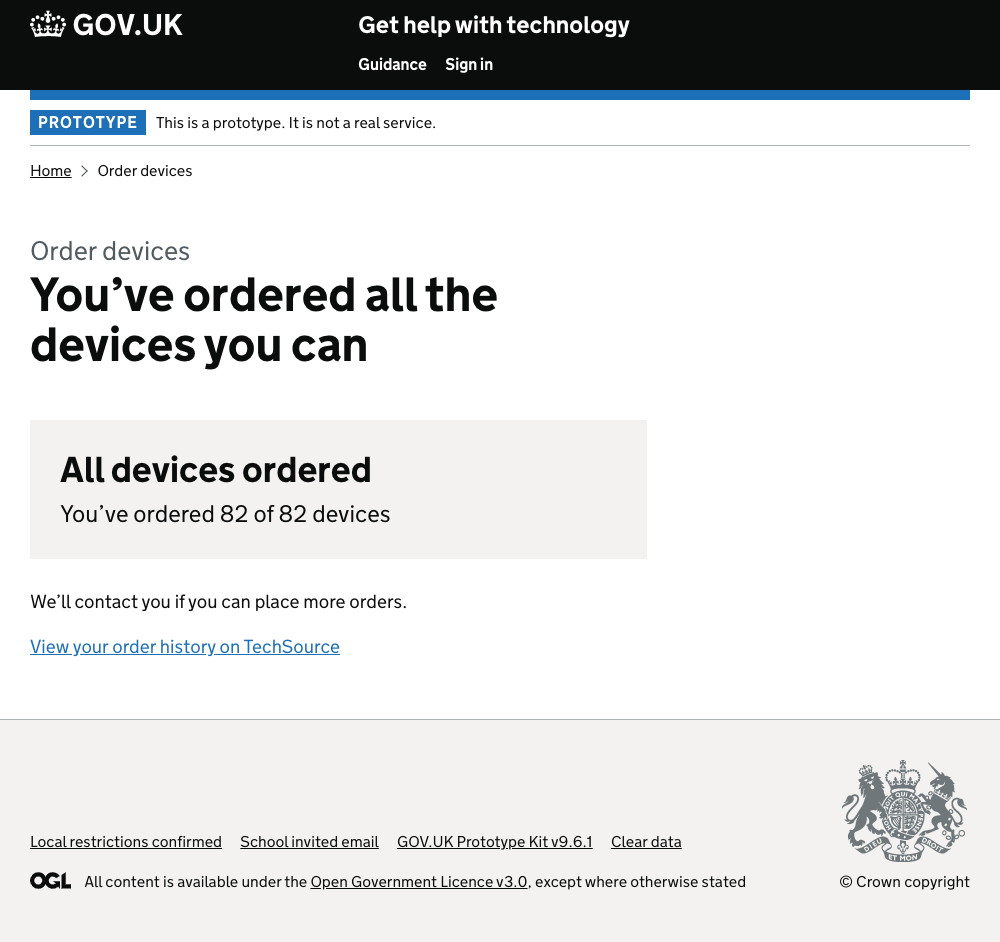 GOV.UK
Get help with technology
Guidance Sign in
PROTOTYPE This is a prototype. It is not a real service.
Home Order devices
Order devices
You’ve ordered all the
devices you can
All devices ordered
You’ve ordered 82 of 82 devices
We’ll contact you if you can place more orders.
View your order history on TechSource
Local restrictions confirmed School invited email GOV.UK Prototype Kit v9.6.1 Clear data
OGL All content is available under the Open Government Licence v3.0, except where otherwise stated
© Crown copyright